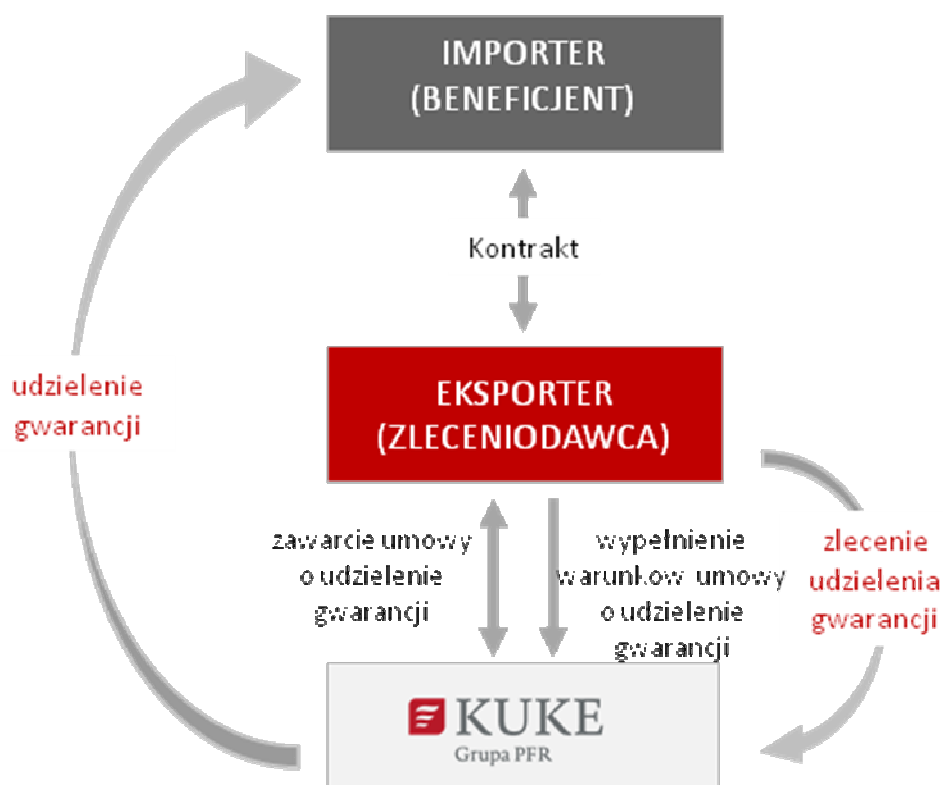 IMPORTER
(BENEFICJENT)
Kontrakt
udzielenie
gwarancji
EKSPORTER
(ZLECENIODAWCA)
zawarcie umowy
o udzielenie
gwarancji
wypełnienie
warunkow umowy
o udzielenie
gwarancji
zlecenie
udzielenia
gwarancji
KUKE
Grupa PFR